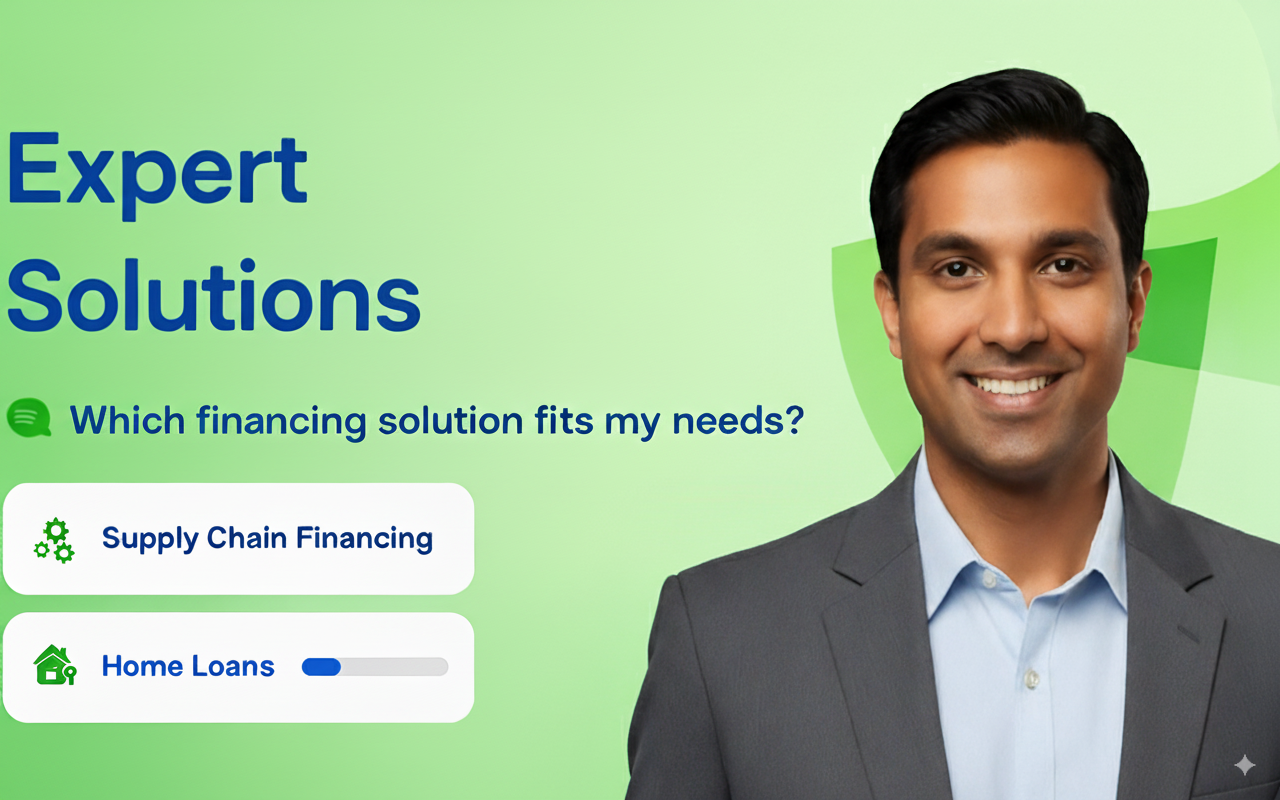 Expert
Solutions
Which financing solution fits my needs?
Supply Chain Financing
Home Loans